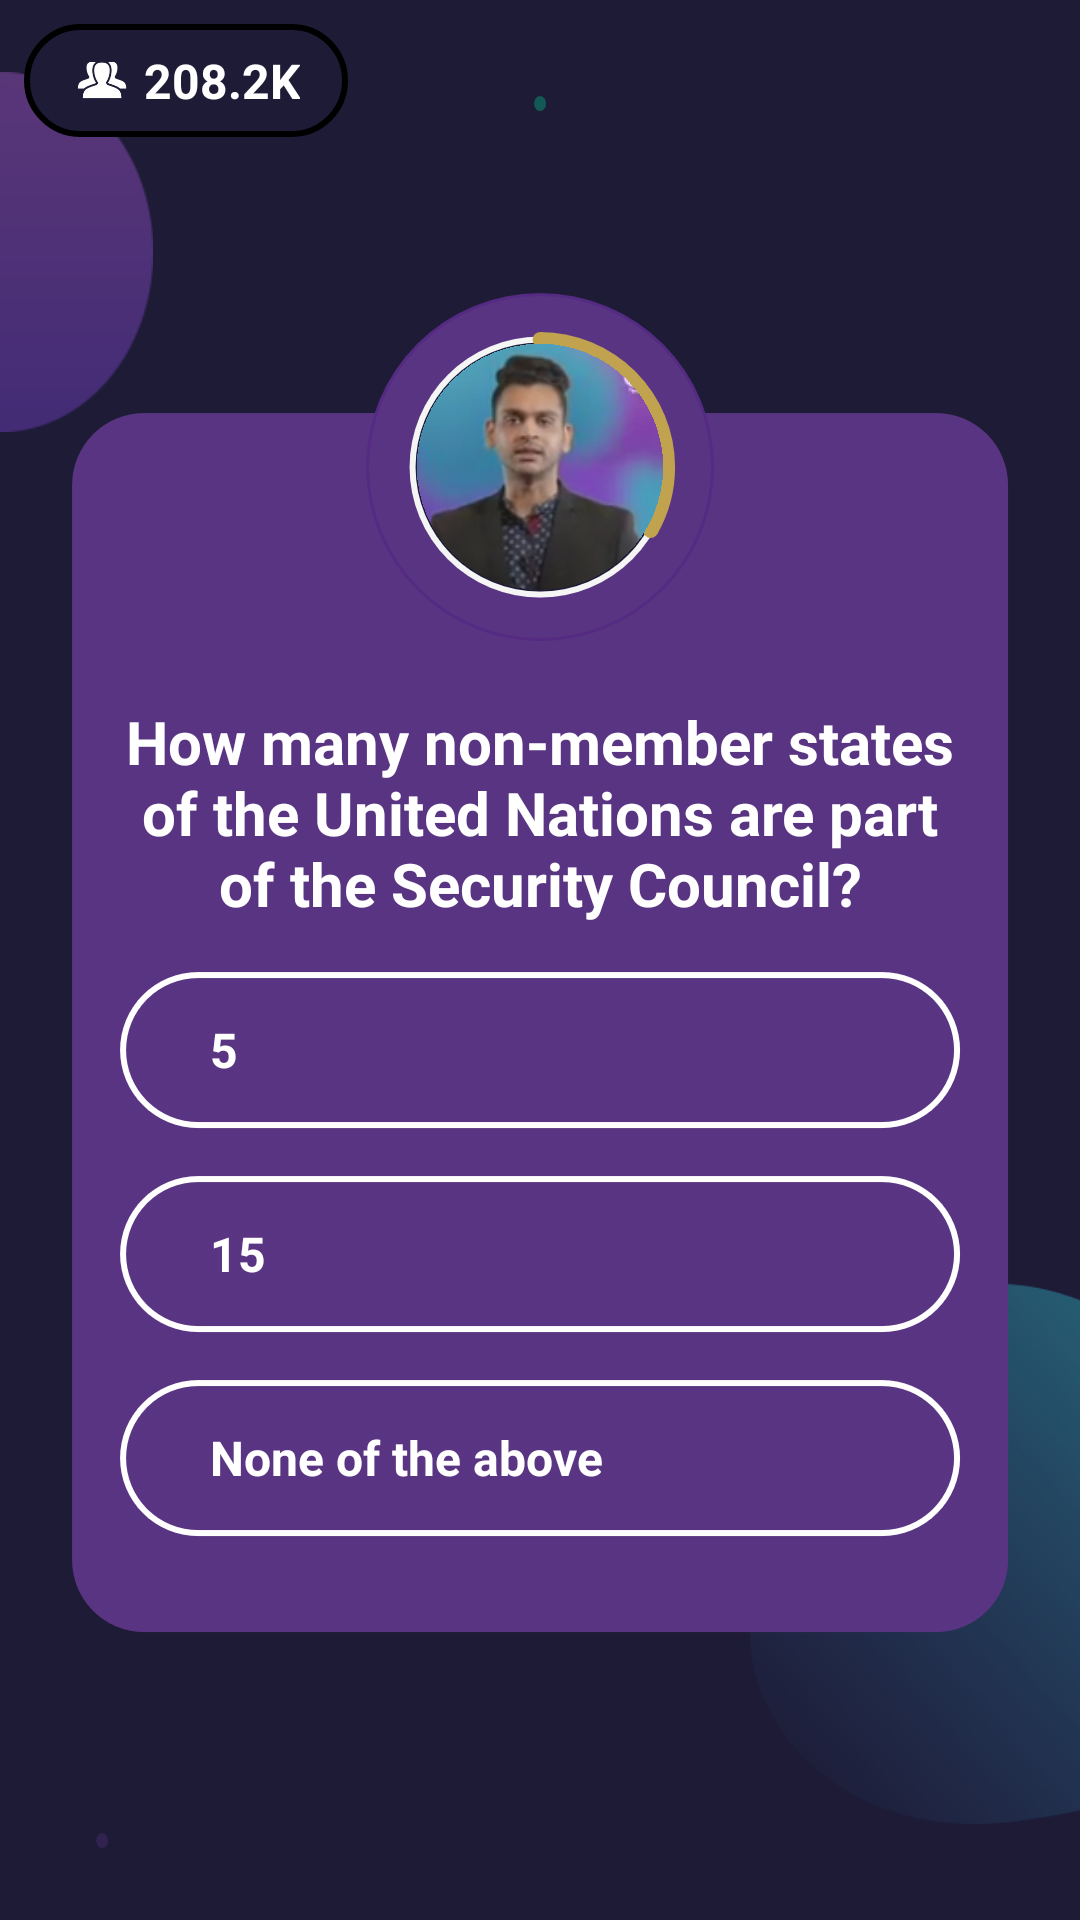 208.2K
How many non-member states
of the United Nations are part
of the Security Council?
5
15
None of the above